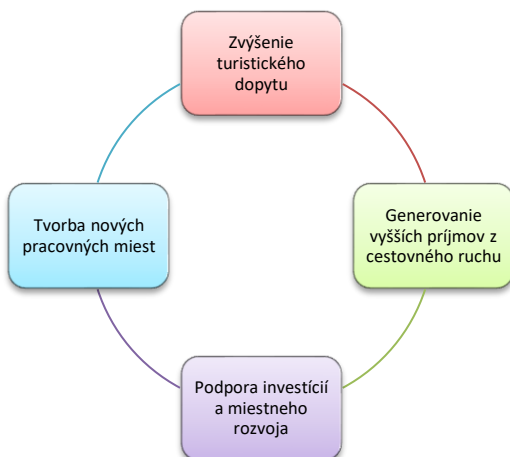 Zvýšenie
turistického
dopytu
Generovanie
vyšších príjmov z
cestovného ruchu
Podpora investícií
a miestneho
rozvoja
Tvorba nových
pracovných miest